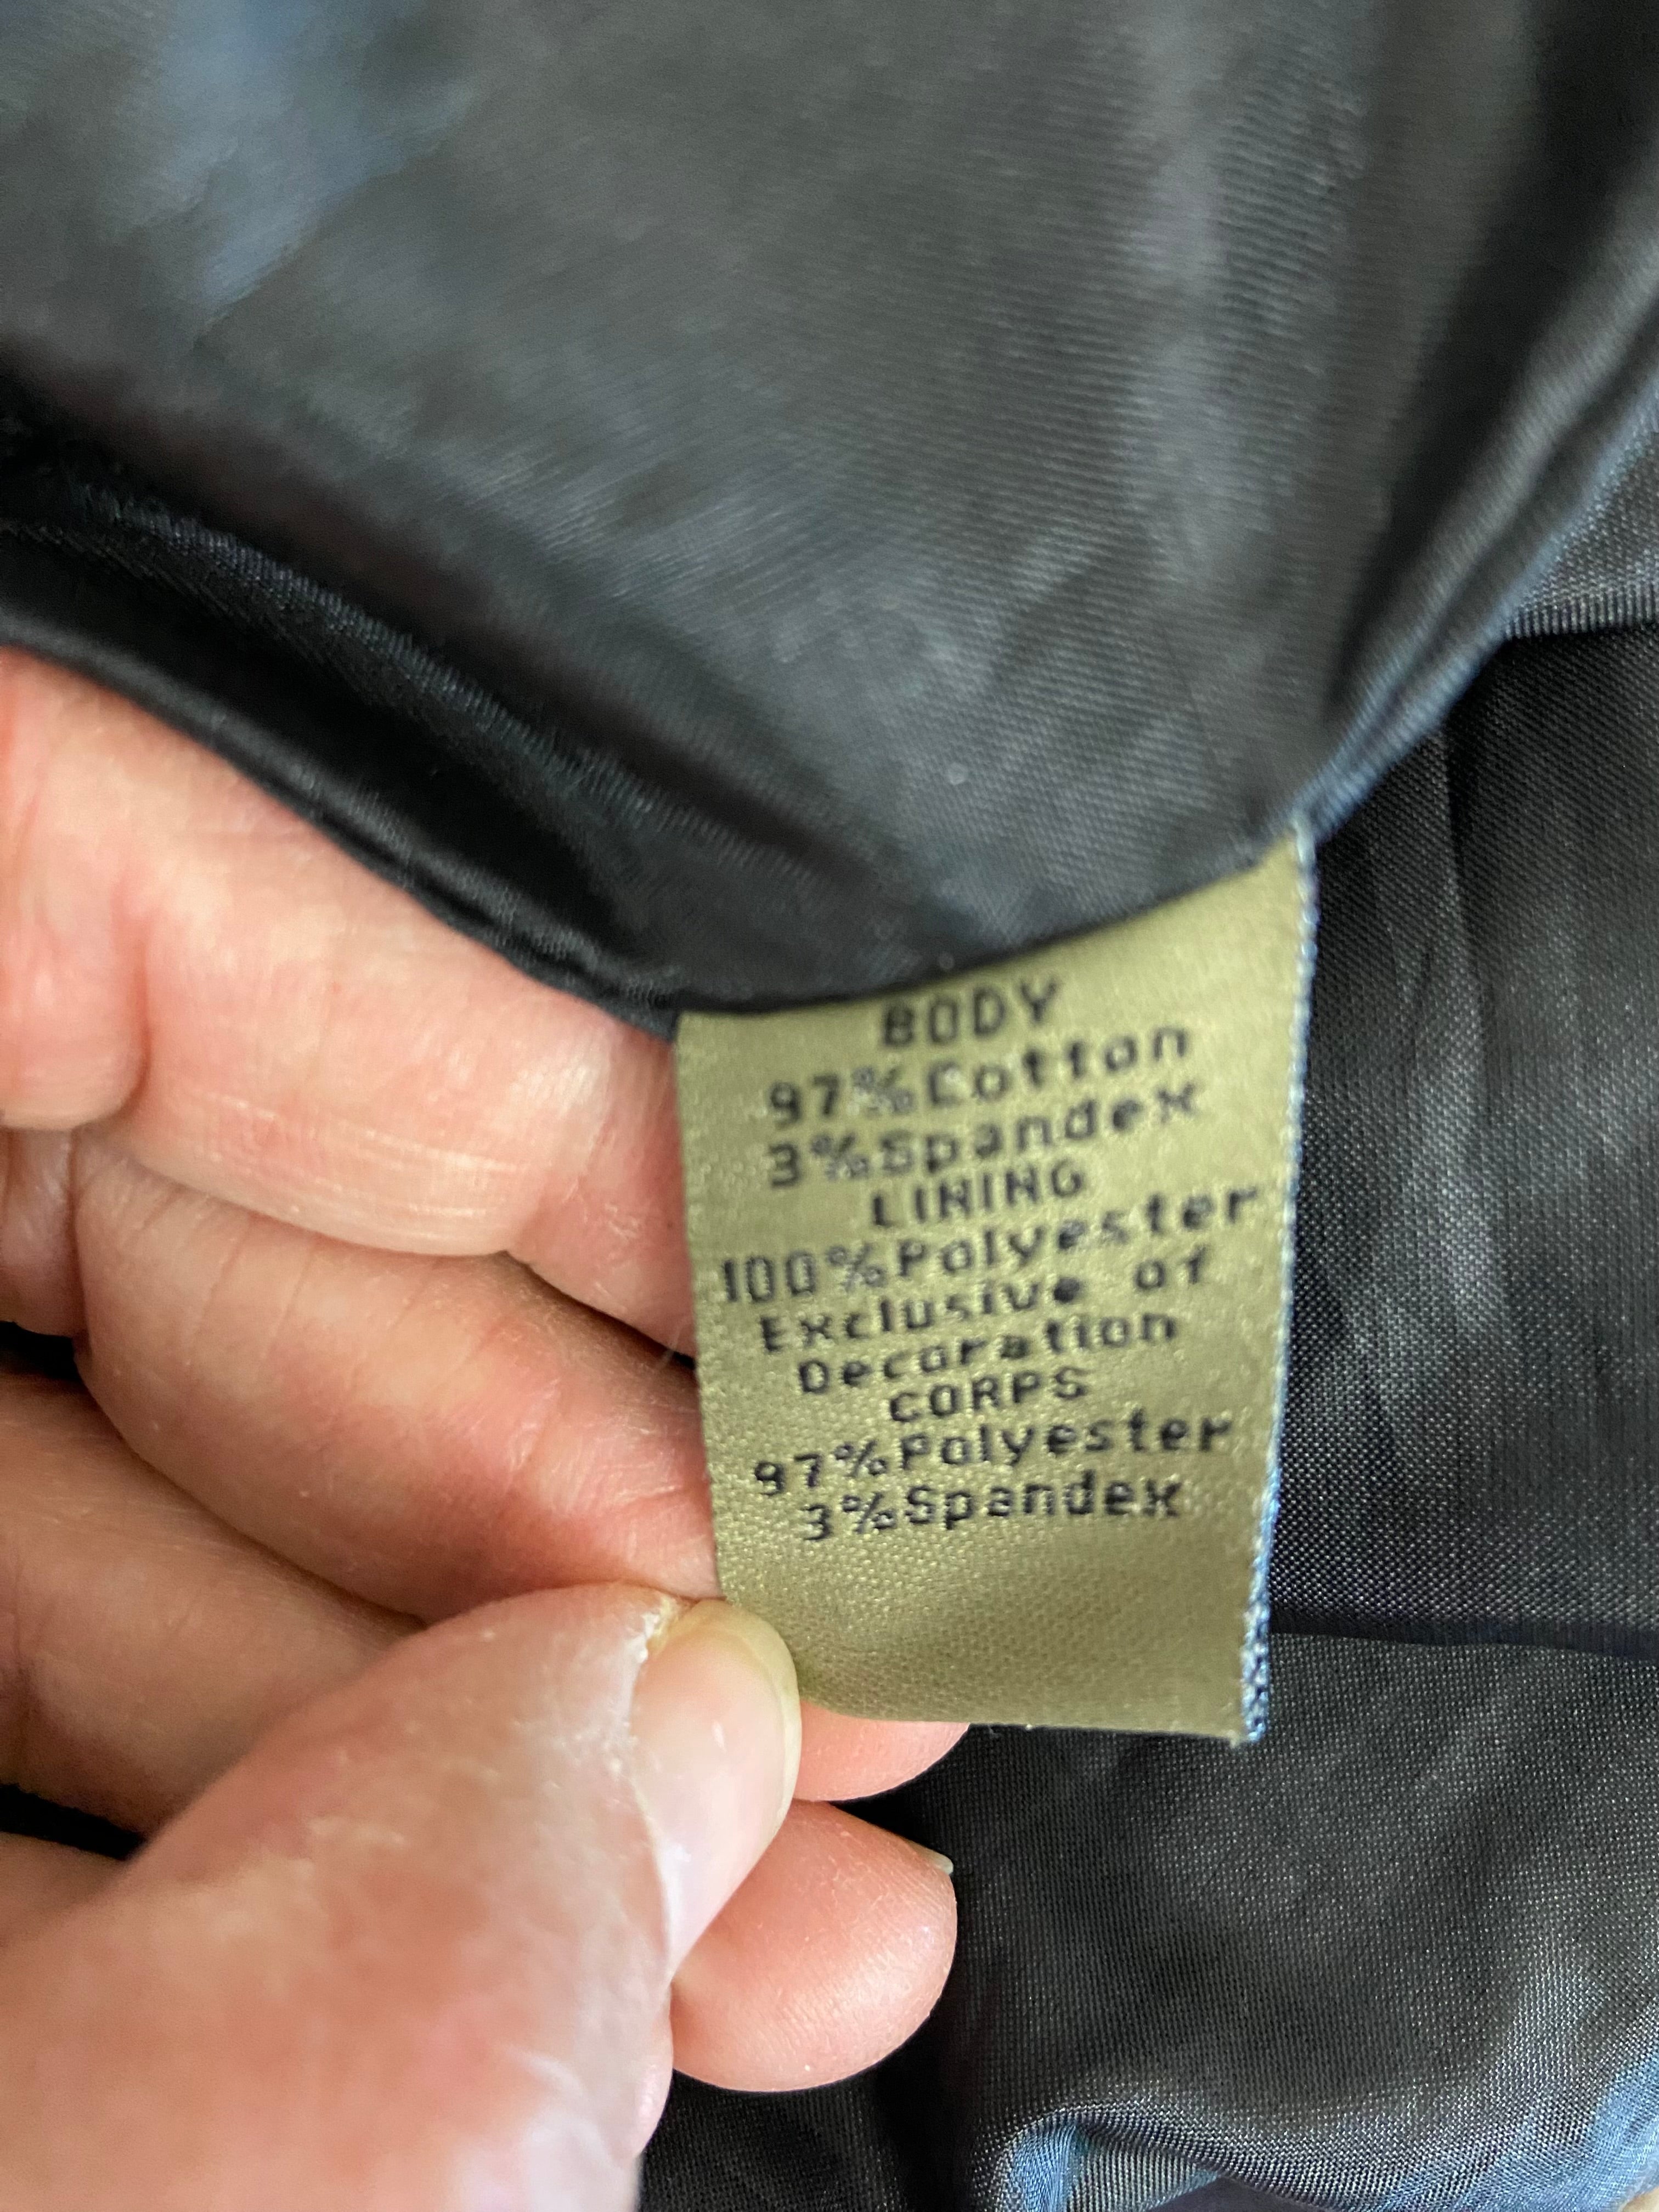 BODY
97%Cotton
3%Spandex
LINING
100%Polyester
Exclusive of
Decoration
CORPS
97%Polyester
3%Spandex